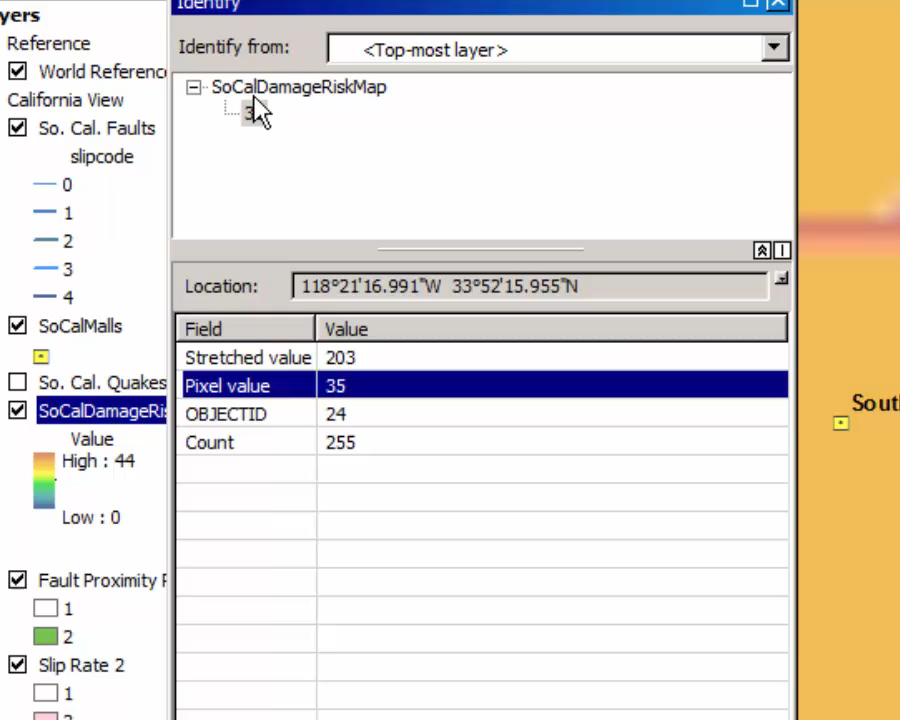 Identify
yers
Reference
World Referenc
California View
So. Cal. Faults
slipcode
0
1
2
3
4
SoCalMalls
So. Cal. Quakes
SoCalDamageRis
Value
High : 44
Low : 0
Fault Proximity
1
2
Slip Rate 2
1
Identify from:
<Top-most layer>
SoCalDamageRiskMap
3
Location:
118°21'16.991"W 33°52'15.955"N
Field Value
Stretched value 203
Pixel value 35
OBJECTID 24
Count 255
Sout